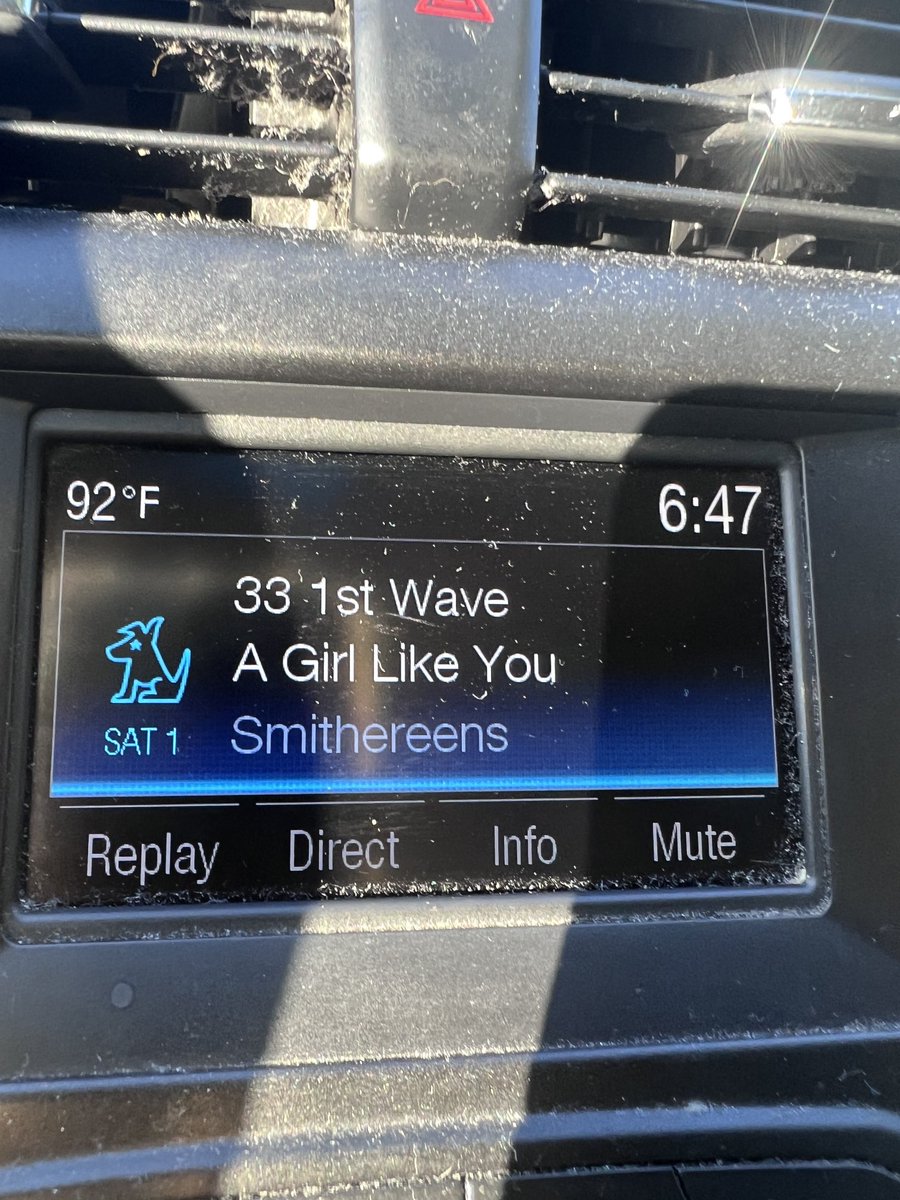 92°F 6:47
33 1st Wave
A Girl Like You
SAT 1 Smithereens
Replay Direct Info Mute